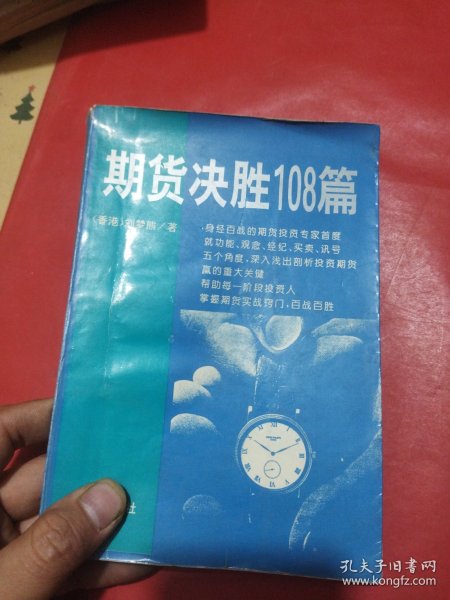 期货决胜108篇
(香港)刘梦熊/著
·身经百战的期货投资专家首度
就功能、观念、经纪、买卖、讯号
五个角度，深入浅出剖析投资期货
赢的重大关键
帮助每一阶段投资人
掌握期货实战窍门，百战百胜
社
孔夫子旧书网
www.kongfz.com